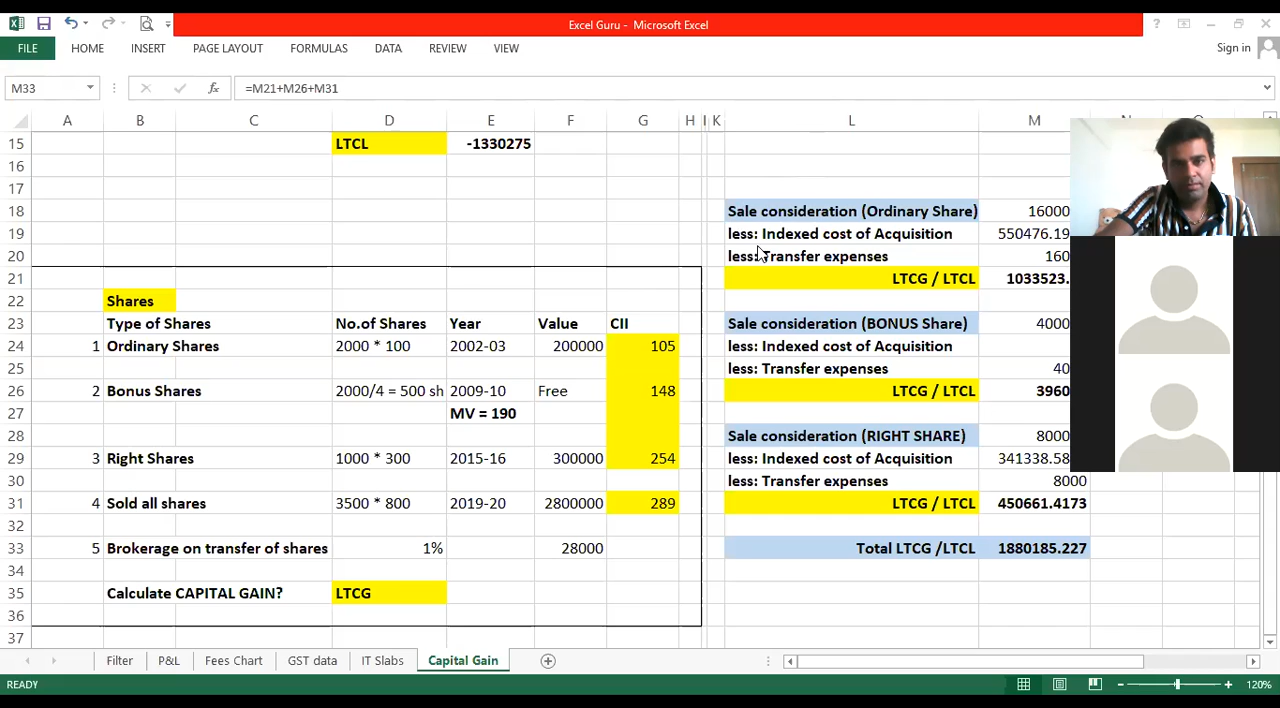 Excel Guru - Microsoft Excel
Sign in
FILE HOME INSERT PAGE LAYOUT FORMULAS DATA REVIEW VIEW
M33 fx =M21+M26+M31
A B C D E F G H I K L M
15 LTCL -1330275
16
17
18 Sale consideration (Ordinary Share) 16000
19 less: Indexed cost of Acquisition 550476.19
20 less: Transfer expenses 160
21 LTCG / LTCL 1033523.
22 Shares
23 Type of Shares No.of Shares Year Value CII Sale consideration (BONUS Share) 4000
24 1 Ordinary Shares 2000 * 100 2002-03 200000 105 less: Indexed cost of Acquisition
25 less: Transfer expenses 40
26 2 Bonus Shares 2000/4 = 500 sh 2009-10 Free 148 LTCG / LTCL 3960
27 MV = 190
28 Sale consideration (RIGHT SHARE) 8000
29 3 Right Shares 1000 * 300 2015-16 300000 254 less: Indexed cost of Acquisition 341338.58
30 less: Transfer expenses 8000
31 4 Sold all shares 3500 * 800 2019-20 2800000 289 LTCG / LTCL 450661.4173
32
33 5 Brokerage on transfer of shares 1% 28000 Total LTCG /LTCL 1880185.227
34
35 Calculate CAPITAL GAIN? LTCG
36
37
Filter P&L Fees Chart GST data IT Slabs Capital Gain
READY 120%